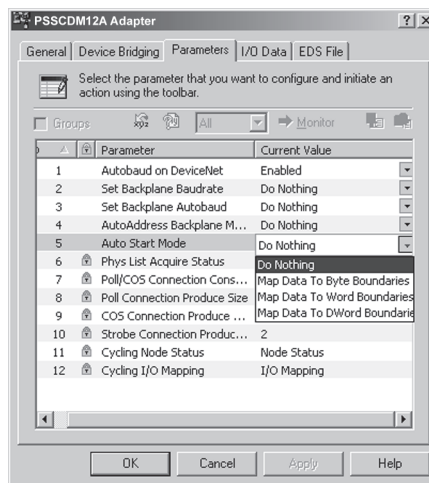 PSSCDM12A Adapter
General Device Bridging Parameters I/O Data EDS File
Select the parameter that you want to configure and initiate an
action using the toolbar.
Groups All Monitor
Parameter Current Value
1 Autobaud on DeviceNet Enabled
2 Set Backplane Baudrate Do Nothing
3 Set Backplane Autobaud Do Nothing
4 AutoAddress Backplane M... Do Nothing
5 Auto Start Mode Do Nothing
Do Nothing
Map Data To Byte Boundaries
Map Data To Word Boundaries
Map Data To DWord Boundarie
6 Phys List Acquire Status
7 Poll/COS Connection Cons...
8 Poll Connection Produce Size
9 COS Connection Produce ...
10 Strobe Connection Produc... 2
11 Cycling Node Status Node Status
12 Cycling I/O Mapping I/O Mapping
OK Cancel Apply Help